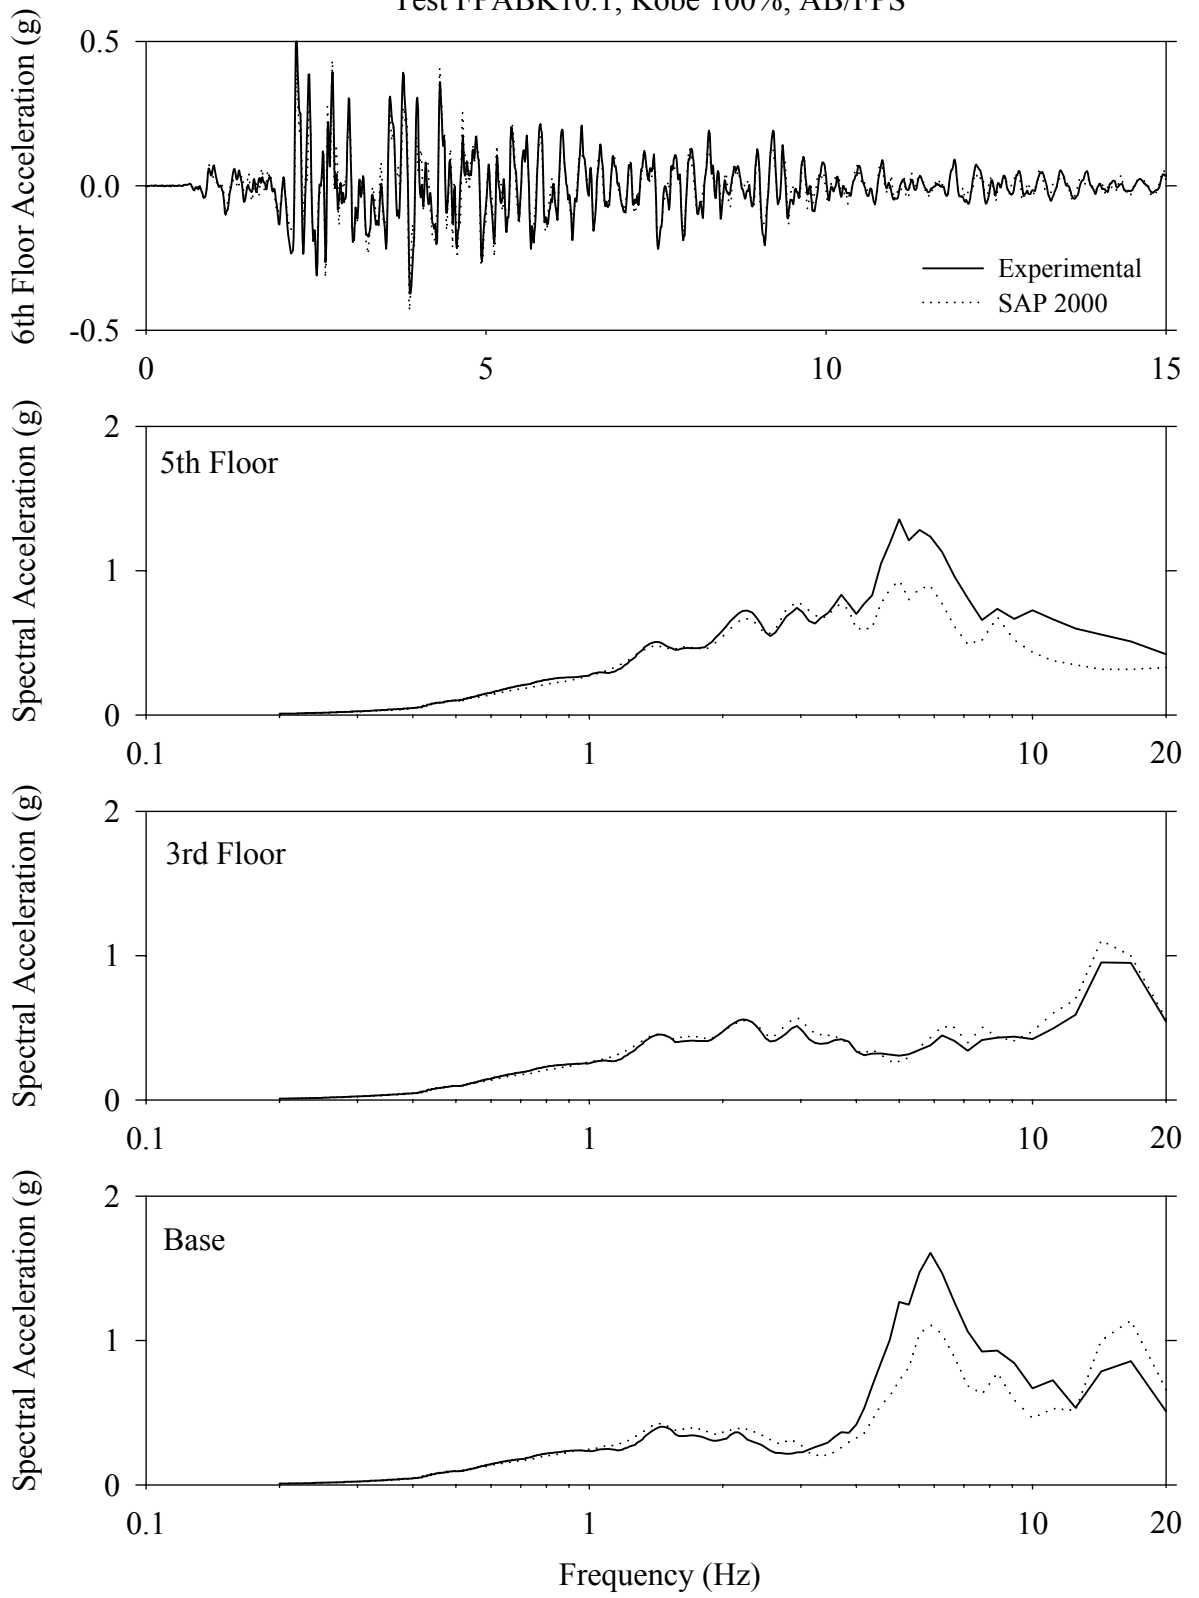 Test FPABK10.1, Kobe 100%, AB/FPS
6th Floor Acceleration (g)
0.5
0.0
-0.5
Experimental
SAP 2000
0 5 10 15
Spectral Acceleration (g)
2
1
0
5th Floor
0.1 1 10 20
Spectral Acceleration (g)
2
1
0
3rd Floor
0.1 1 10 20
Spectral Acceleration (g)
2
1
0
Base
0.1 1 10 20
Frequency (Hz)